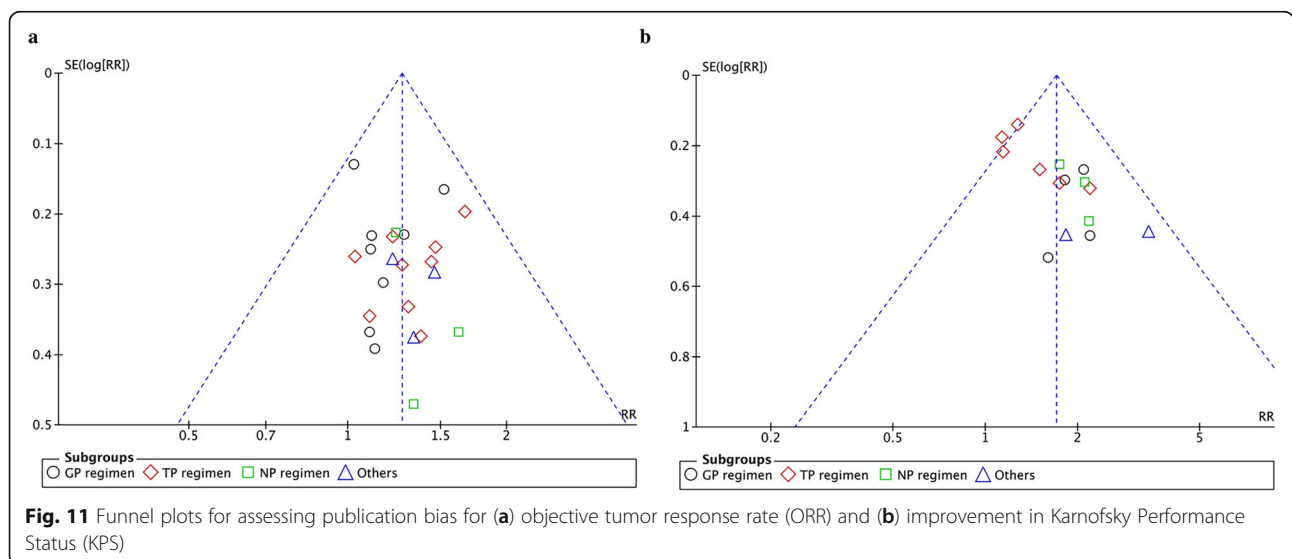 a
SE(log[RR])
0
0.1
0.2
0.3
0.4
0.5
RR
0.5 0.7 1 1.5 2
Subgroups
GP regimen TP regimen NP regimen Others
b
SE(log[RR])
0
0.2
0.4
0.6
0.8
1
RR
0.2 0.5 1 2 5
Subgroups
GP regimen TP regimen NP regimen Others
Fig. 11 Funnel plots for assessing publication bias for (a) objective tumor response rate (ORR) and (b) improvement in Karnofsky Performance
Status (KPS)